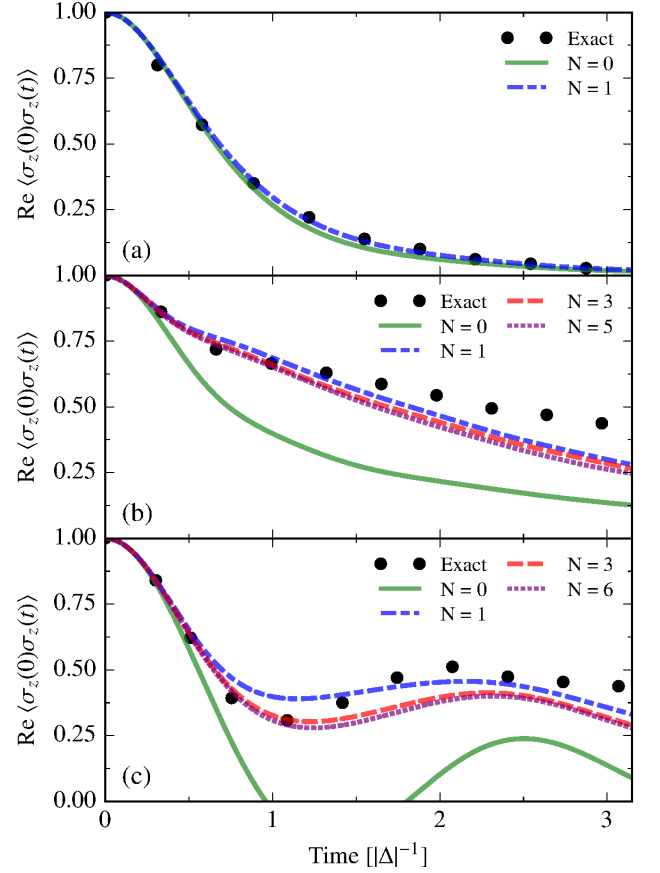 1.00
0.75
0.50
0.25
Re ⟨σz(0)σz(t)⟩
(a)
Exact
N = 0
N = 1
1.00
0.75
0.50
0.25
Re ⟨σz(0)σz(t)⟩
(b)
Exact
N = 0
N = 1
N = 3
N = 5
1.00
0.75
0.50
0.25
0.00
Re ⟨σz(0)σz(t)⟩
(c)
Exact
N = 0
N = 1
N = 3
N = 6
0 1 2 3
Time [|Δ|⁻¹]